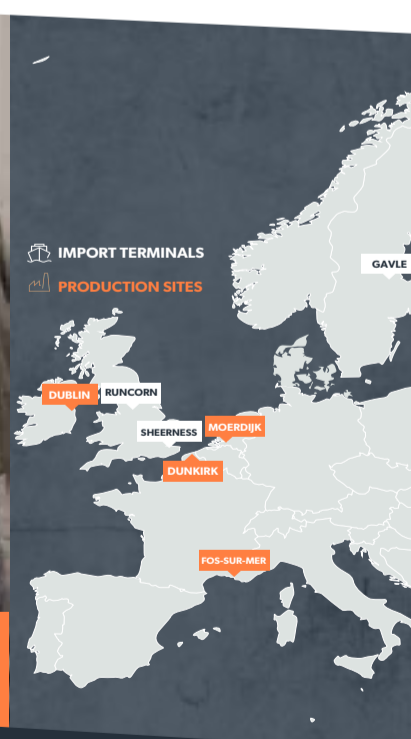 IMPORT TERMINALS
PRODUCTION SITES
GAVLE
DUBLIN
RUNCORN
SHEERNESS
MOERDIJK
DUNKIRK
FOS-SUR-MER